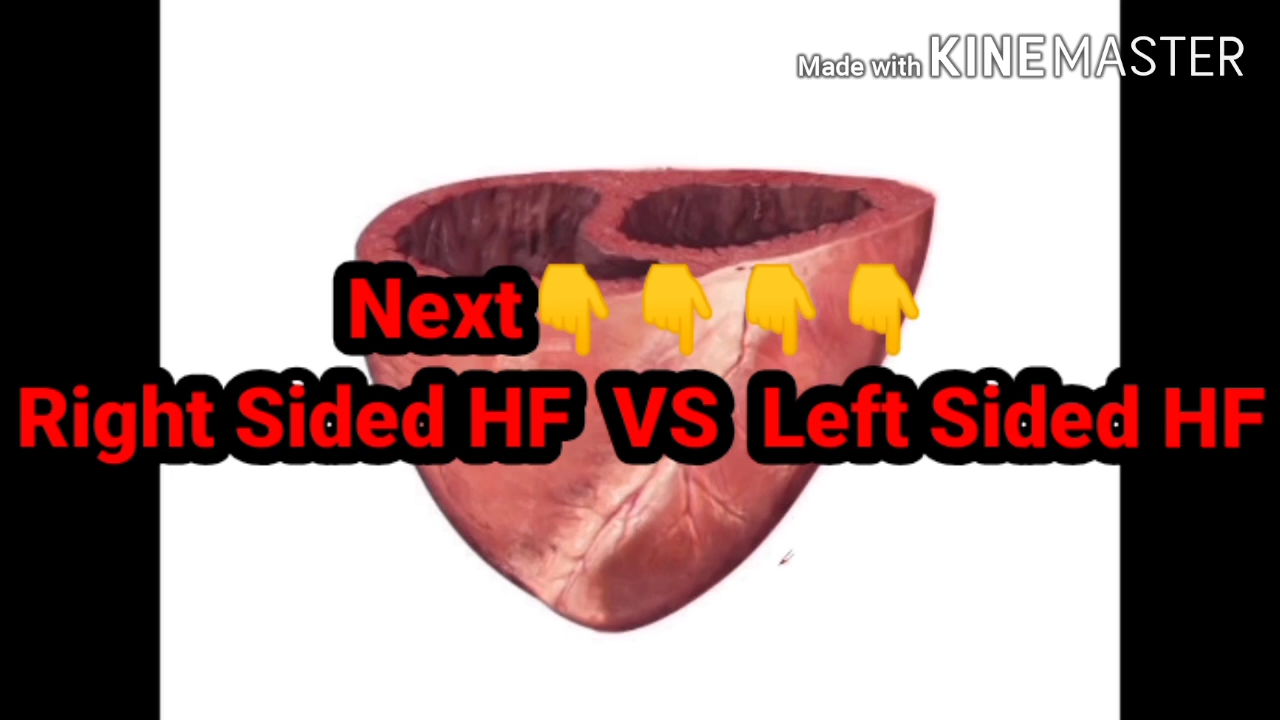 Made with KINEMASTER
Next👇👇👇👇
Right Sided HF VS Left Sided HF